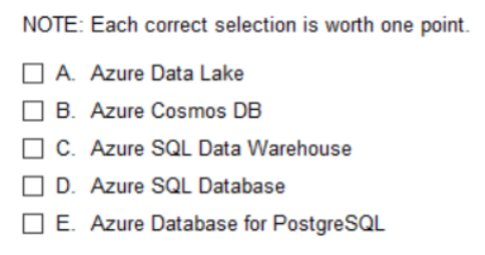 NOTE: Each correct selection is worth one point.
A. Azure Data Lake
B. Azure Cosmos DB
C. Azure SQL Data Warehouse
D. Azure SQL Database
E. Azure Database for PostgreSQL